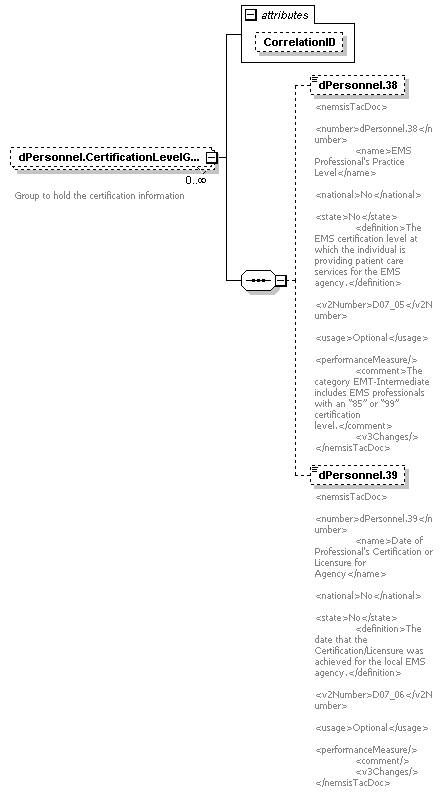 attributes
CorrelationID
dPersonnel.CertificationLevelG...
0..∞
Group to hold the certification information
dPersonnel.38
<nemsisTacDoc>
<number>dPersonnel.38</n
umber>
<name>EMS
Professional's Practice
Level</name>
<national>No</national>
<state>No</state>
<definition>The
EMS certification level at
which the individual is
providing patient care
services for the EMS
agency.</definition>
<v2Number>D07_05</v2N
umber>
<usage>Optional</usage>
<performanceMeasure/>
<comment>The
category EMT-Intermediate
includes EMS professionals
with an “85” or “99”
certification
level.</comment>
<v3Changes/>
</nemsisTacDoc>
dPersonnel.39
<nemsisTacDoc>
<number>dPersonnel.39</n
umber>
<name>Date of
Professional's Certification or
Licensure for
Agency</name>
<national>No</national>
<state>No</state>
<definition>The
date that the
Certification/Licensure was
achieved for the local EMS
agency.</definition>
<v2Number>D07_06</v2N
umber>
<usage>Optional</usage>
<performanceMeasure/>
<comment/>
<v3Changes/>
</nemsisTacDoc>